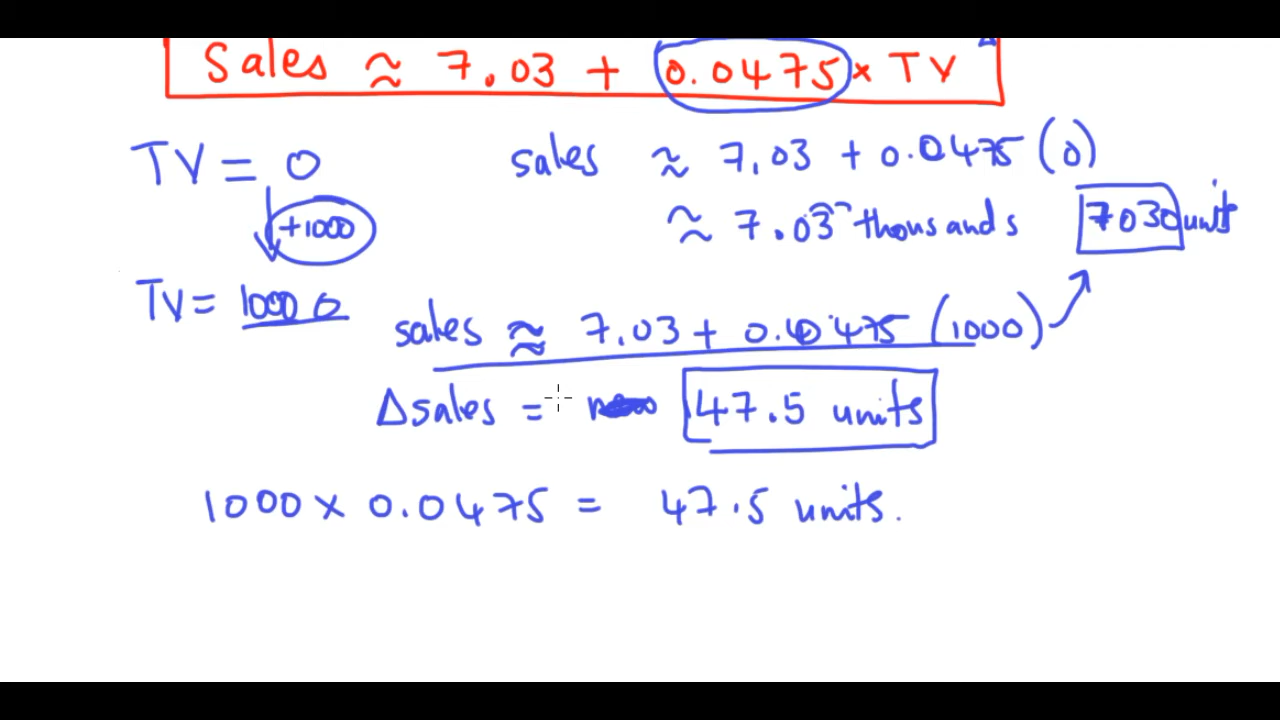 Sales ≈ 7.03 + 0.0475 × TV
TV = 0 sales ≈ 7.03 + 0.0475 (0)
+1000 ≈ 7.03 thousands 7030 units
TV = 1000 0 sales ≈ 7.03 + 0.0475 (1000)
Δsales = 47.5 units
1000 × 0.0475 = 47.5 units.